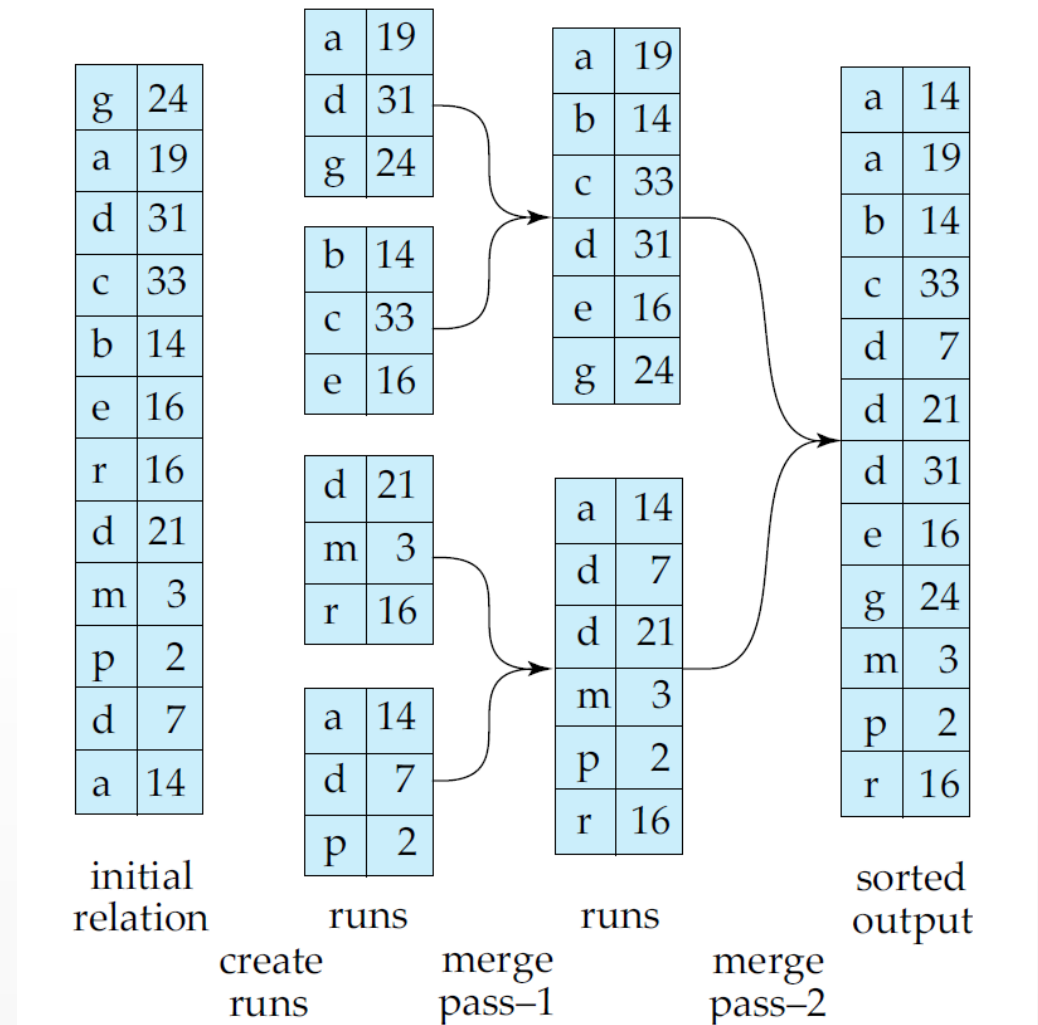 g 24
a 19
d 31
c 33
b 14
e 16
r 16
d 21
m 3
p 2
d 7
a 14
initial
relation
create
runs
a 19
d 31
g 24
b 14
c 33
e 16
d 21
m 3
r 16
a 14
d 7
p 2
runs
merge
pass–1
a 19
b 14
c 33
d 31
e 16
g 24
a 14
d 7
d 21
m 3
p 2
r 16
runs
merge
pass–2
a 14
a 19
b 14
c 33
d 7
d 21
d 31
e 16
g 24
m 3
p 2
r 16
sorted
output